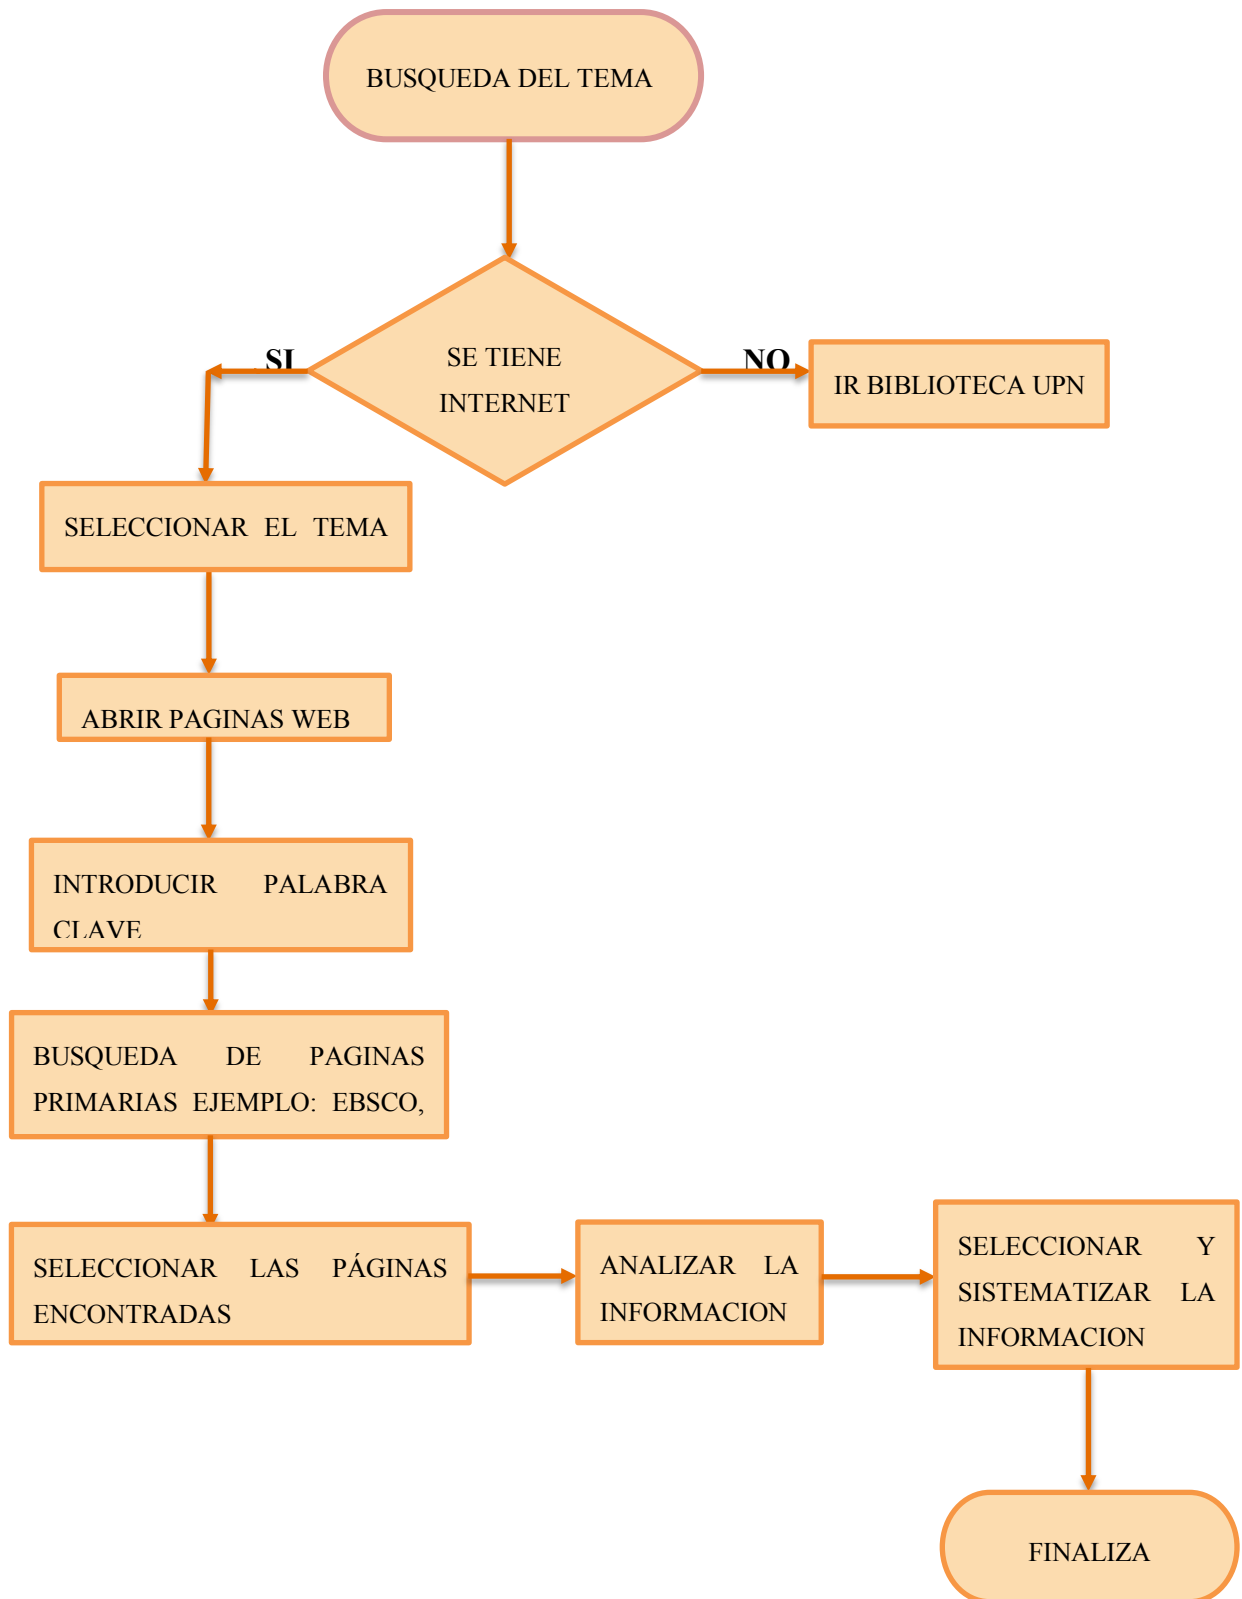 BUSQUEDA DEL TEMA
SI
SE TIENE
INTERNET
NO
IR BIBLIOTECA UPN
SELECCIONAR EL TEMA
ABRIR PAGINAS WEB
INTRODUCIR PALABRA
CLAVE
BUSQUEDA DE PAGINAS
PRIMARIAS EJEMPLO: EBSCO,
SELECCIONAR LAS PÁGINAS
ENCONTRADAS
ANALIZAR LA
INFORMACION
SELECCIONAR Y
SISTEMATIZAR LA
INFORMACION
FINALIZA